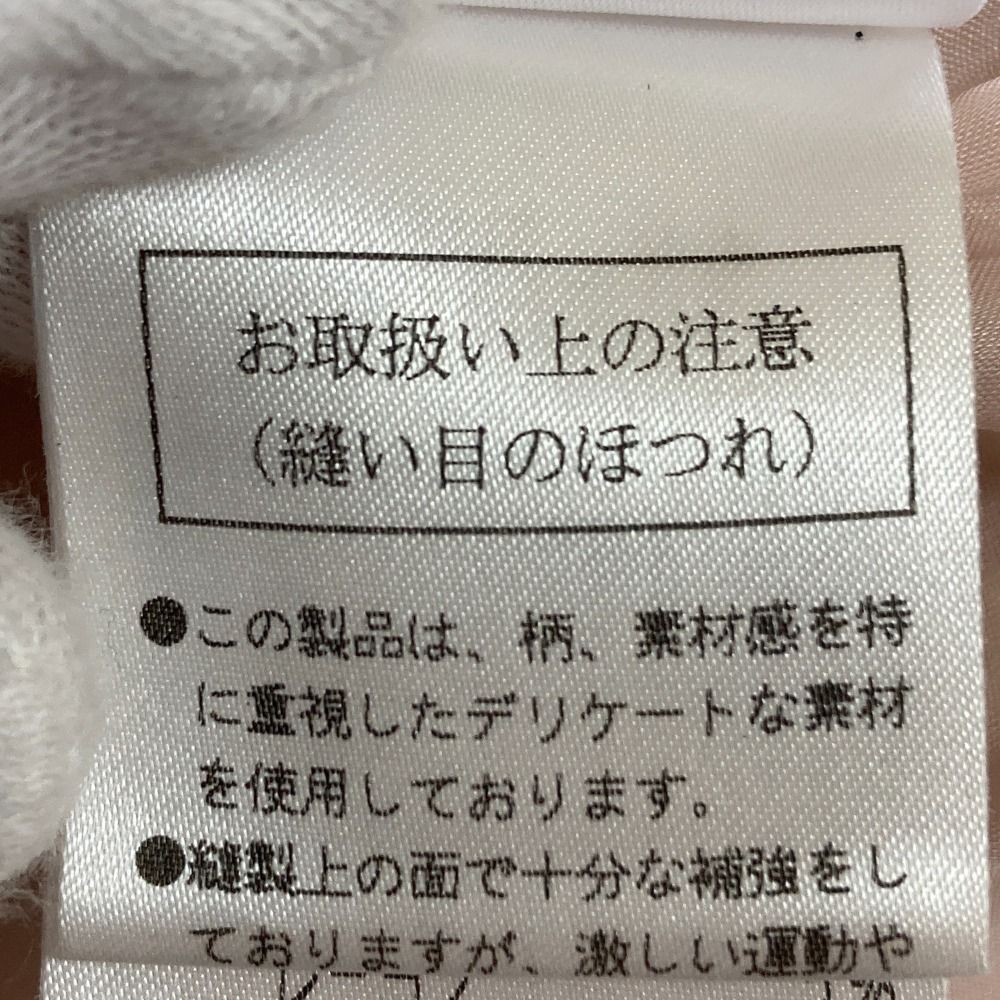 お取扱い上の注意
（縫い目のほつれ）
●この製品は、柄、素材感を特
に重視したデリケートな素材
を使用しております。
●縫製上の面で十分な補強をし
ておりますが、激しい運動や